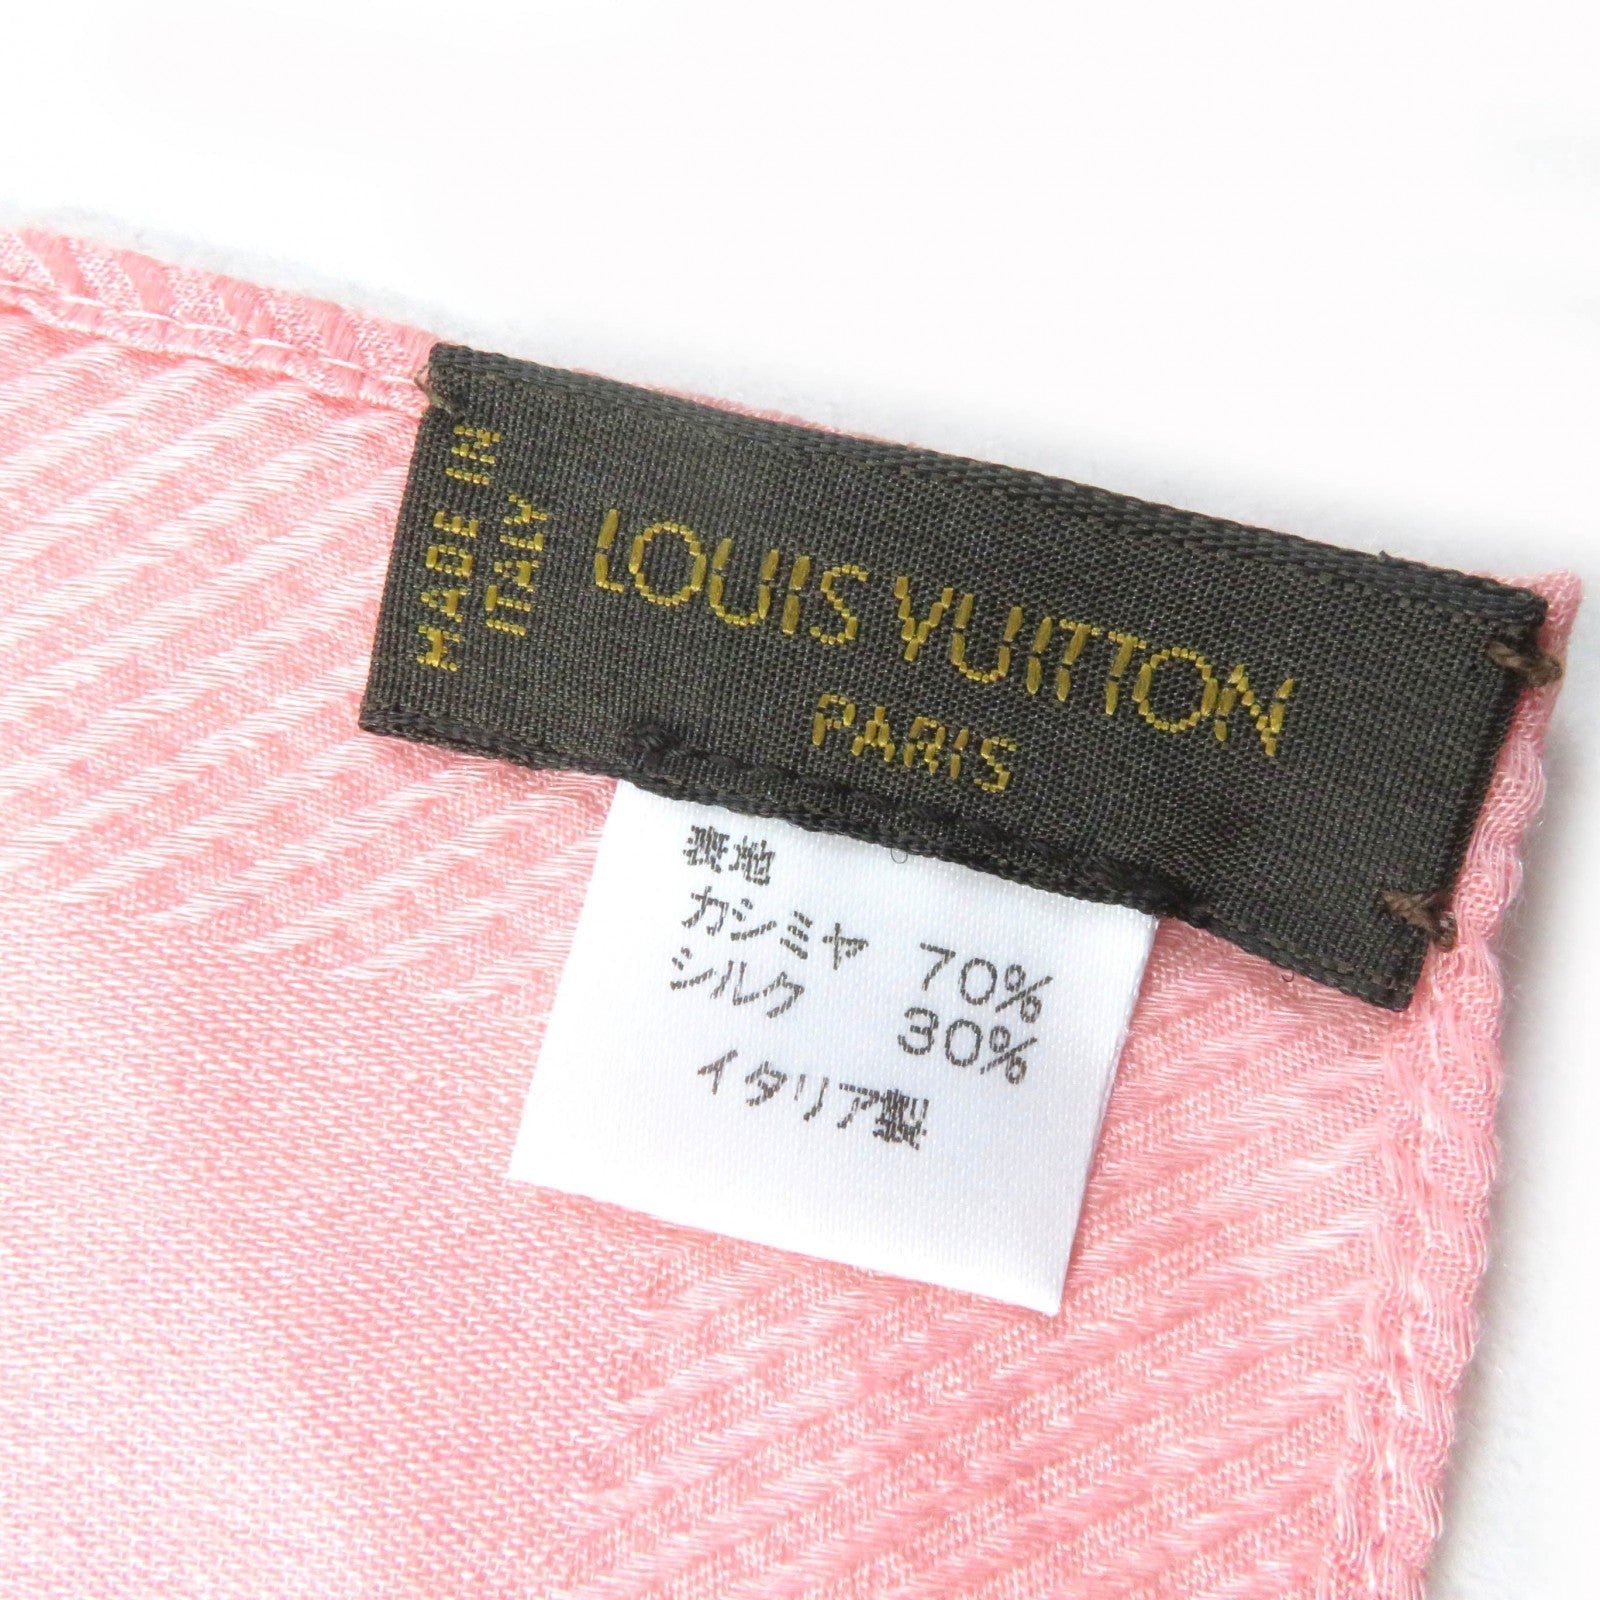 MADE IN
ITALY
LOUIS VUITTON
PARIS
表地
カシミヤ 70%
シルク 30%
イタリア製